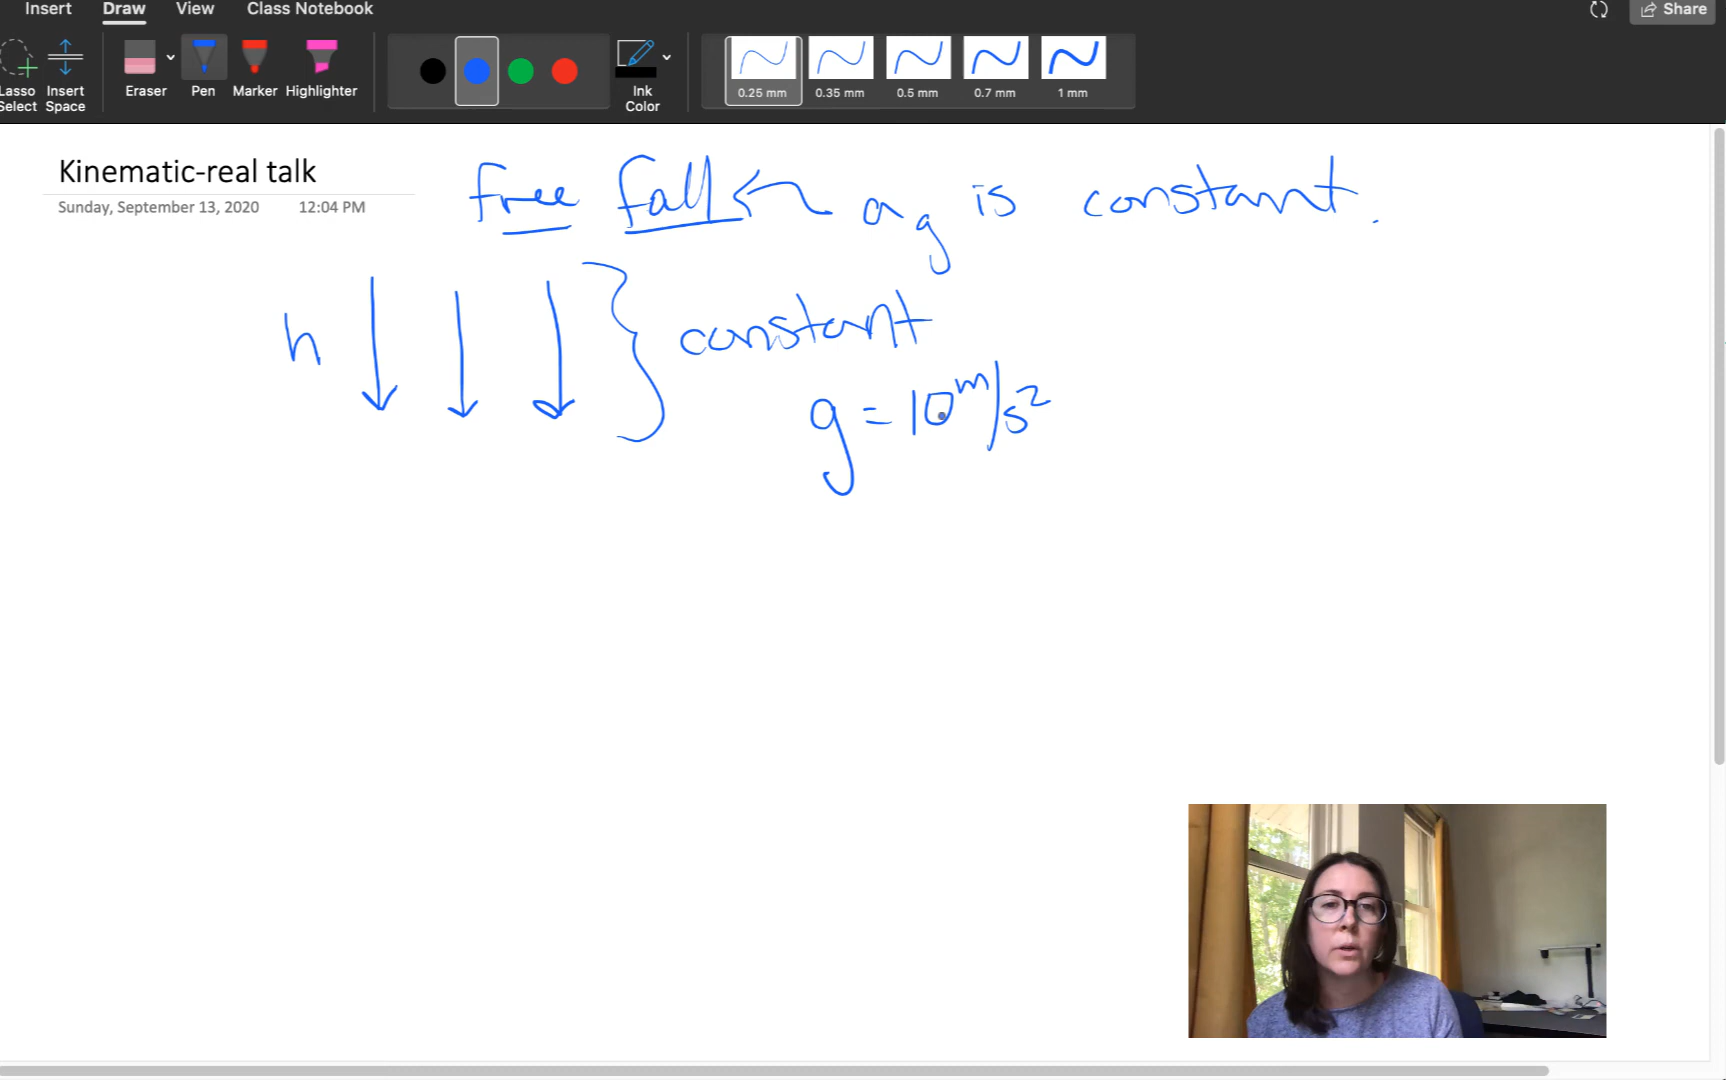 Insert Draw View Class Notebook Share
Lasso Select Insert Space Eraser Pen Marker Highlighter Ink Color 0.25 mm 0.35 mm 0.5 mm 0.7 mm 1 mm
Kinematic-real talk
Sunday, September 13, 2020 12:04 PM
free fall ← a_g is constant.
h ↓ ↓ ↓ } constant
g = 10 m/s²